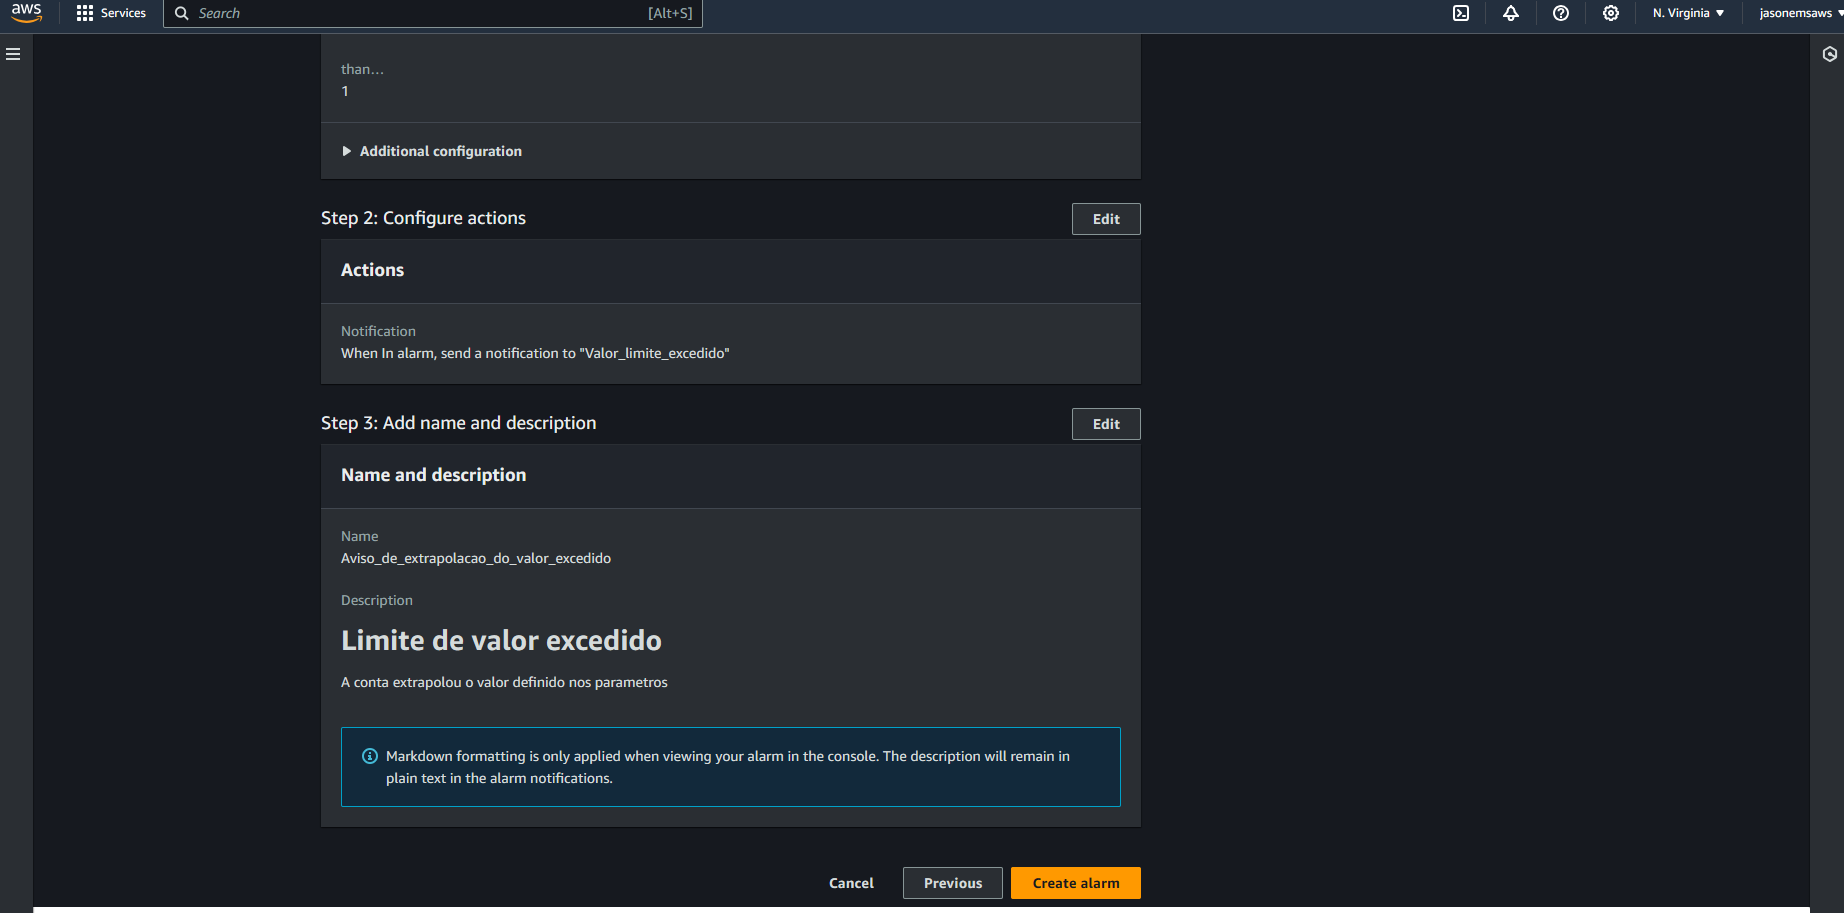 aws
Services
Search
[Alt+S]
N. Virginia
jasonemsaws
than...
1
Additional configuration
Step 2: Configure actions
Edit
Actions
Notification
When In alarm, send a notification to "Valor_limite_excedido"
Step 3: Add name and description
Edit
Name and description
Name
Aviso_de_extrapolacao_do_valor_excedido
Description
Limite de valor excedido
A conta extrapolou o valor definido nos parametros
Markdown formatting is only applied when viewing your alarm in the console. The description will remain in
plain text in the alarm notifications.
Cancel
Previous
Create alarm